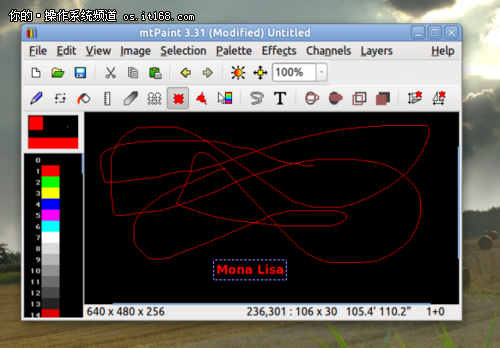 你的·操作系统频道 os.it168.com
mtPaint 3.31 (Modified) Untitled
File Edit View Image Selection Palette Effects Channels Layers Help
100%
T
0
1
2
3
4
5
6
7
8
9
10
11
12
13
14
Mona Lisa
640 x 480 x 256 236,301 : 106 x 30 105.4' 110.2" 1+0